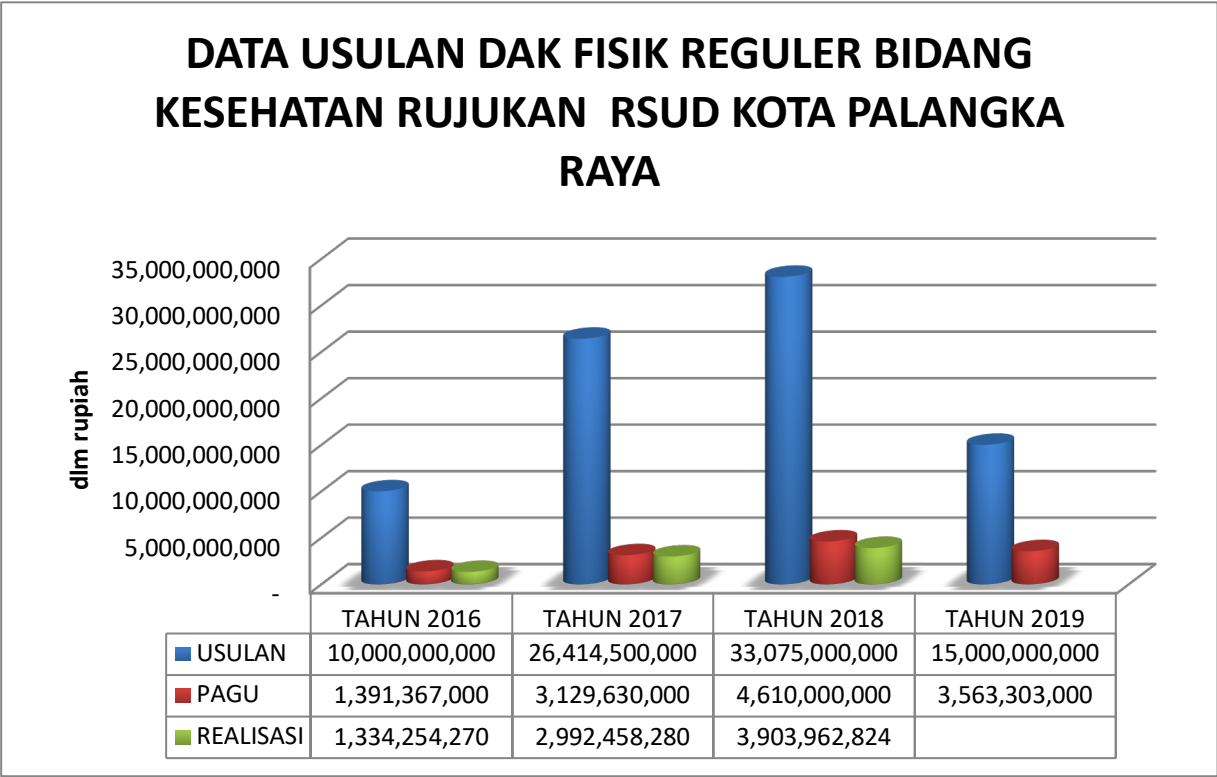 DATA USULAN DAK FISIK REGULER BIDANG
KESEHATAN RUJUKAN RSUD KOTA PALANGKA
RAYA
35,000,000,000
30,000,000,000
25,000,000,000
20,000,000,000
15,000,000,000
10,000,000,000
5,000,000,000
-
dlm rupiah
TAHUN 2016 TAHUN 2017 TAHUN 2018 TAHUN 2019
USULAN 10,000,000,000 26,414,500,000 33,075,000,000 15,000,000,000
PAGU 1,391,367,000 3,129,630,000 4,610,000,000 3,563,303,000
REALISASI 1,334,254,270 2,992,458,280 3,903,962,824